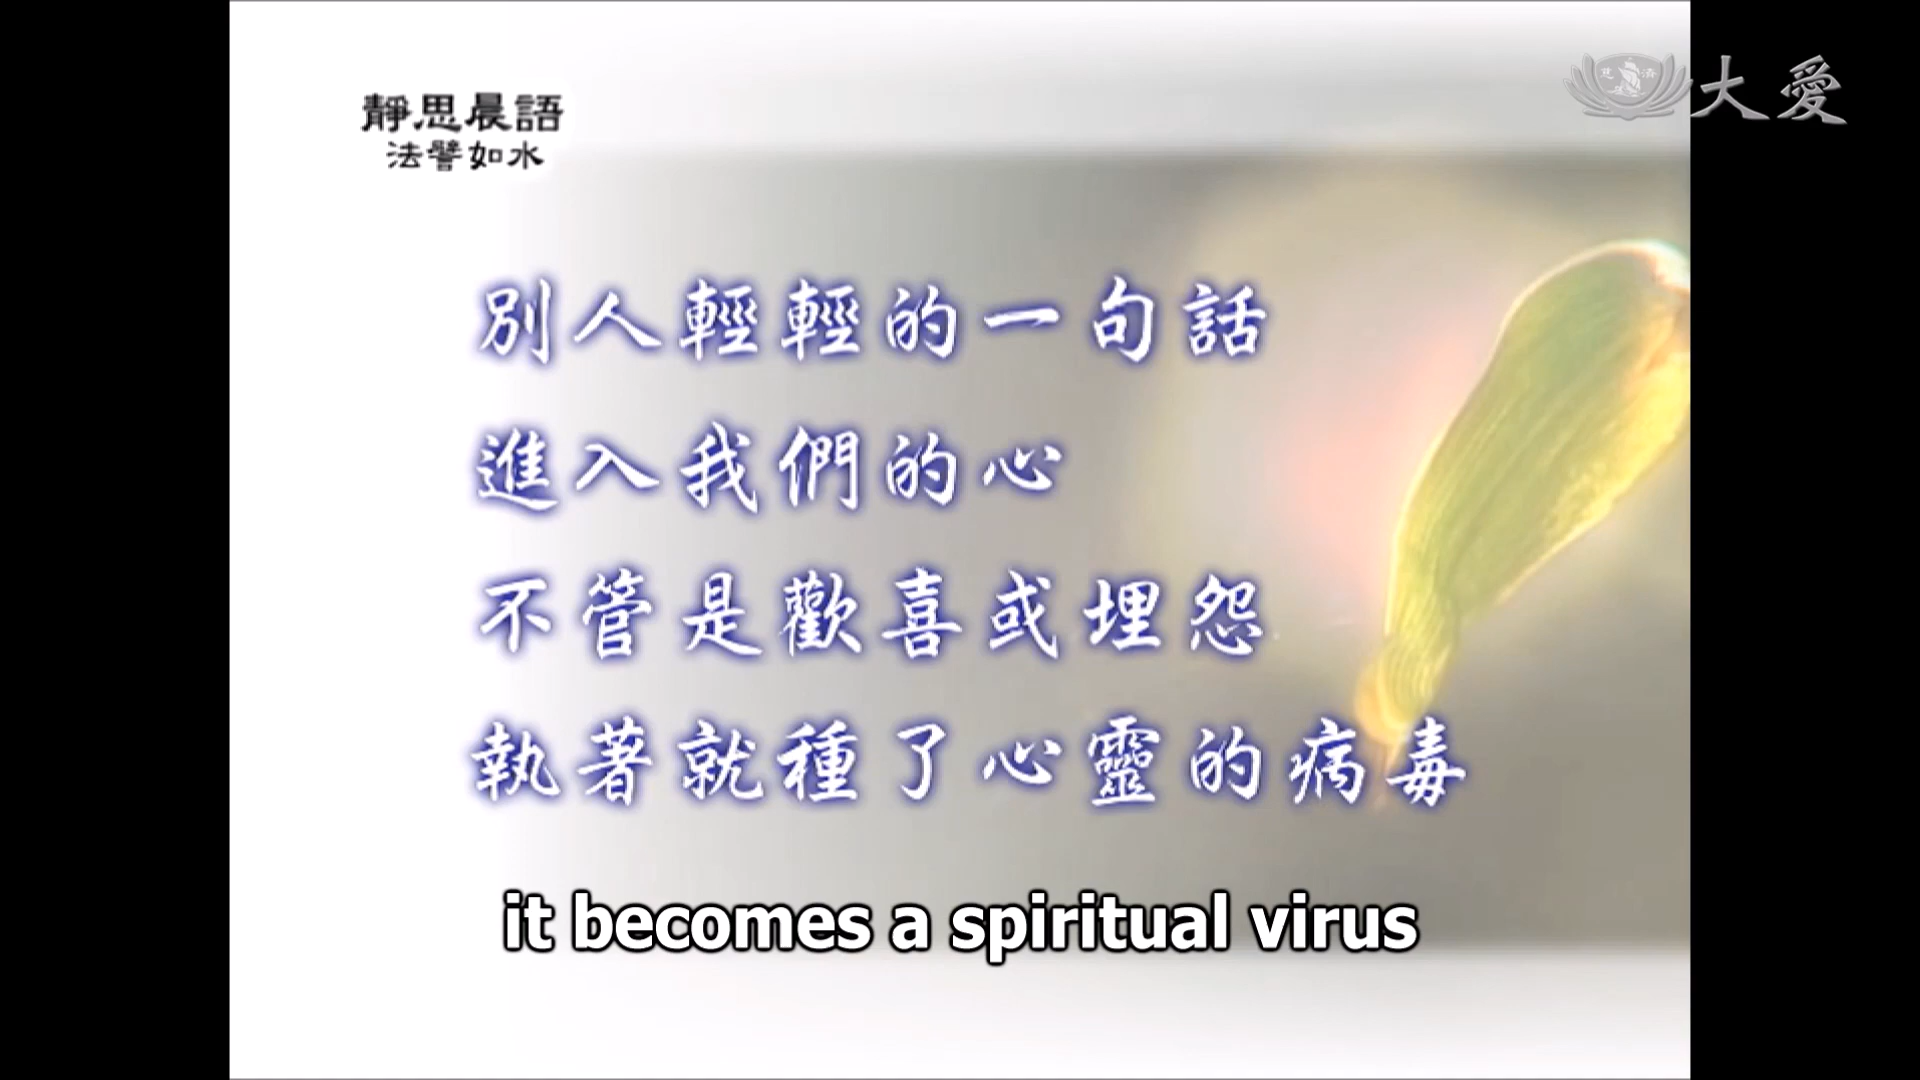 靜思晨語
法譬如水
慈濟
大愛
別人輕輕的一句話
進入我們的心
不管是歡喜或埋怨
執著就種了心靈的病毒
it becomes a spiritual virus